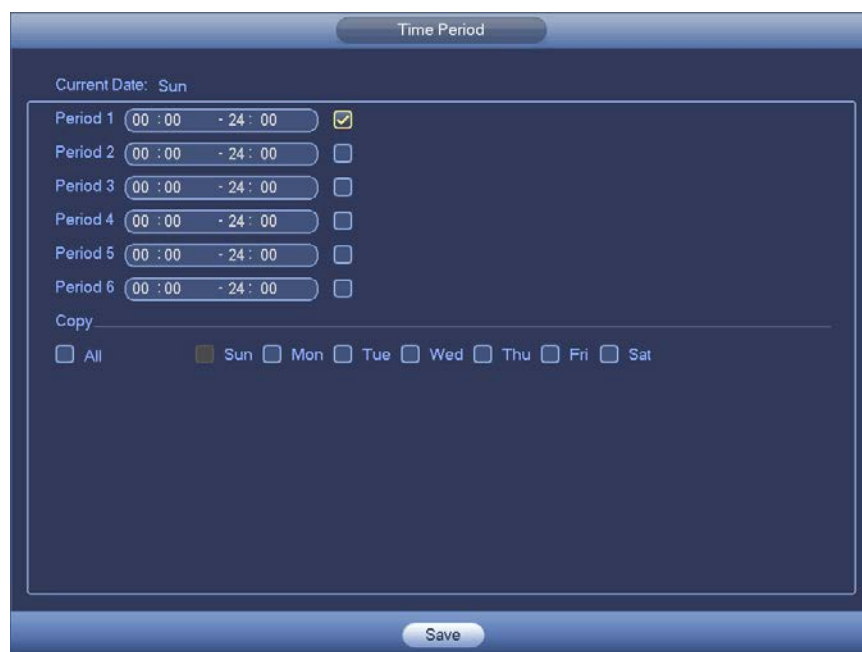 Time Period
Current Date: Sun
Period 1 00 :00 - 24 : 00
Period 2 00 :00 - 24 : 00
Period 3 00 :00 - 24 : 00
Period 4 00 :00 - 24 : 00
Period 5 00 :00 - 24 : 00
Period 6 00 :00 - 24 : 00
Copy
All Sun Mon Tue Wed Thu Fri Sat
Save